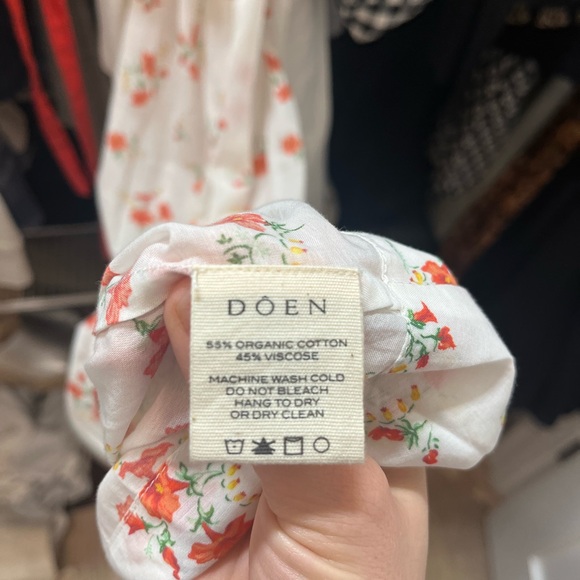 DÔEN
55% ORGANIC COTTON
45% VISCOSE
MACHINE WASH COLD
DO NOT BLEACH
HANG TO DRY
OR DRY CLEAN